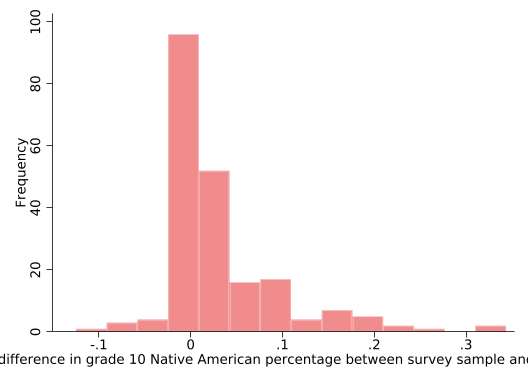 100
80
60
40
20
0
Frequency
-.1 0 .1 .2 .3
difference in grade 10 Native American percentage between survey sample and